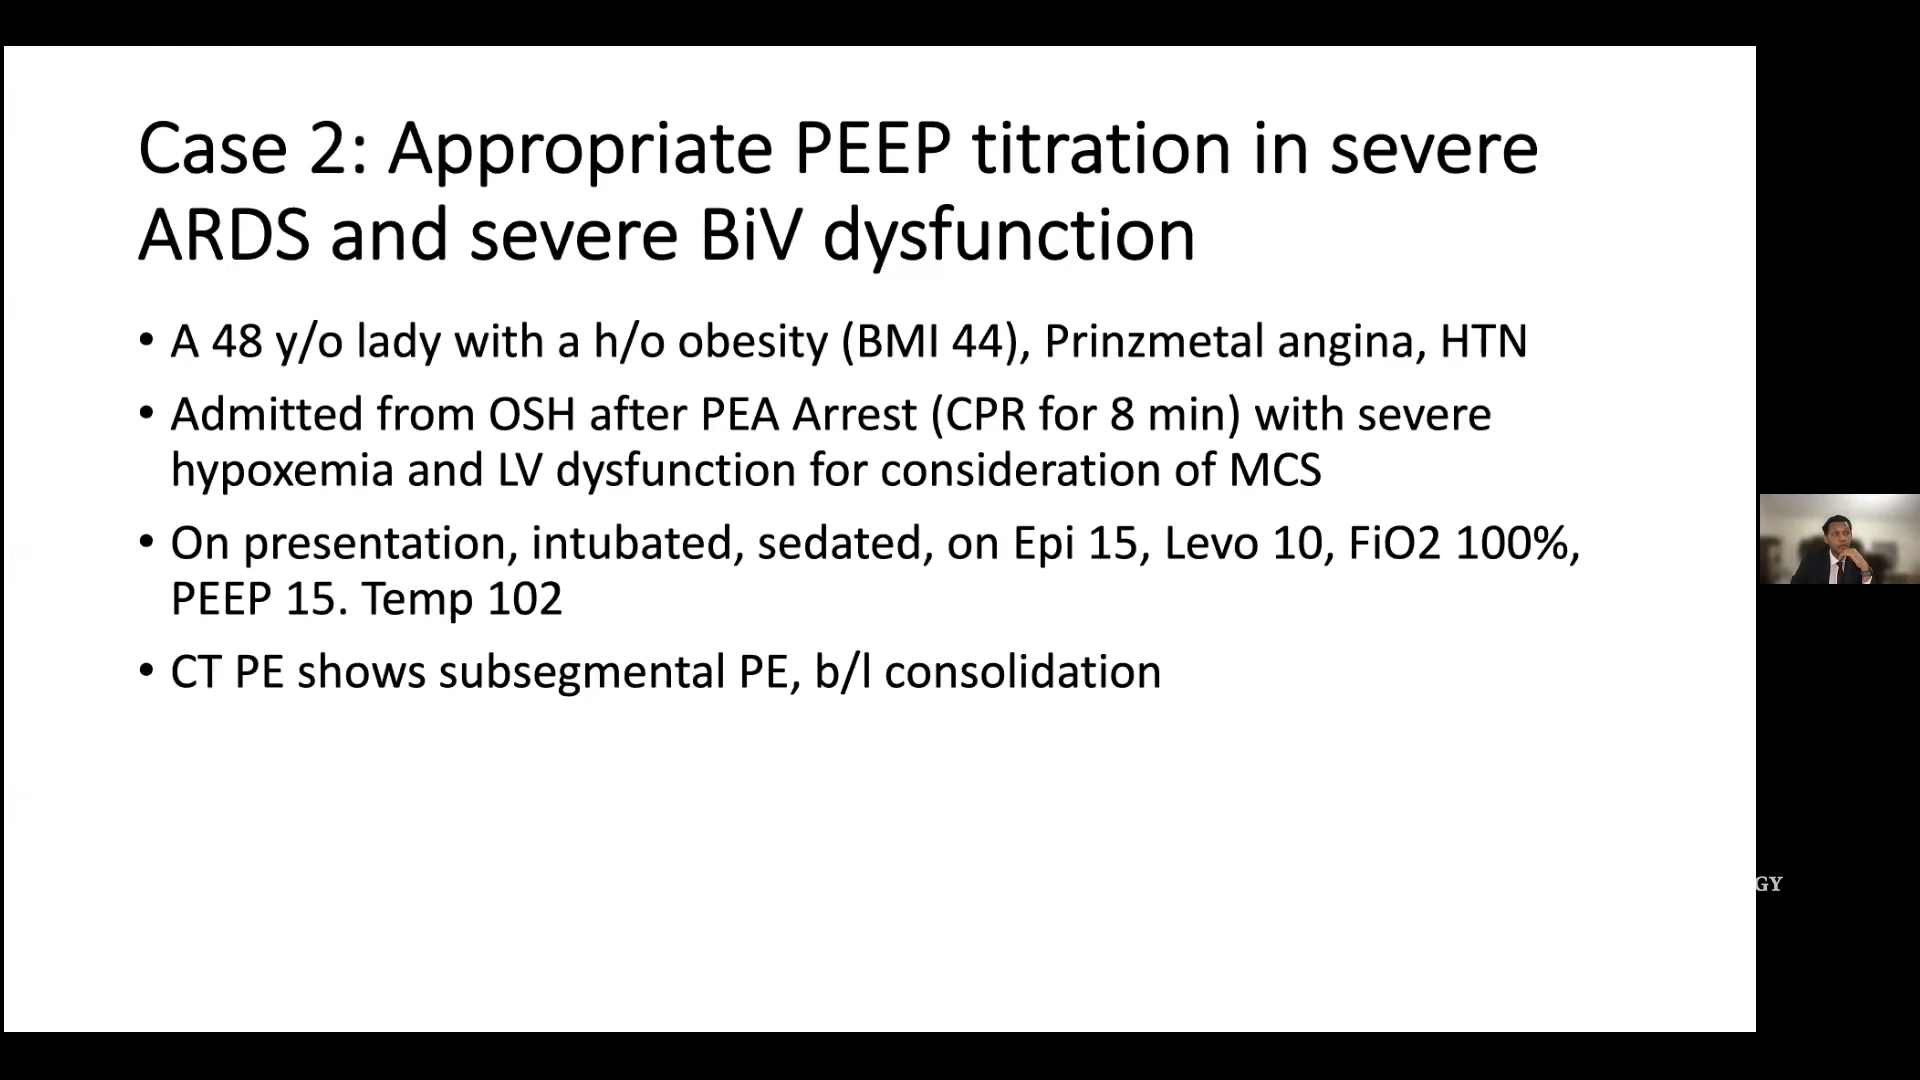 Case 2: Appropriate PEEP titration in severe
ARDS and severe BiV dysfunction
• A 48 y/o lady with a h/o obesity (BMI 44), Prinzmetal angina, HTN
• Admitted from OSH after PEA Arrest (CPR for 8 min) with severe
hypoxemia and LV dysfunction for consideration of MCS
• On presentation, intubated, sedated, on Epi 15, Levo 10, FiO2 100%,
PEEP 15. Temp 102
• CT PE shows subsegmental PE, b/l consolidation
GY